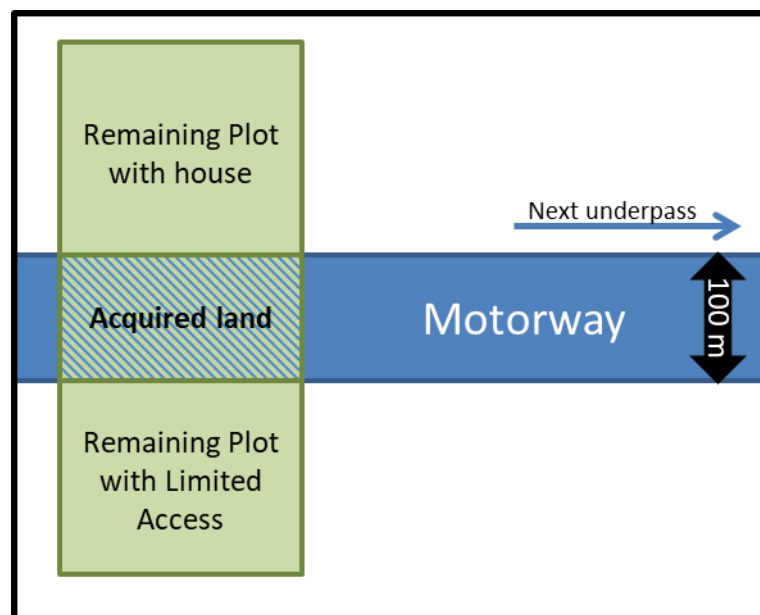 Remaining Plot
with house
Next underpass
Acquired land
Motorway
100 m
Remaining Plot
with Limited
Access